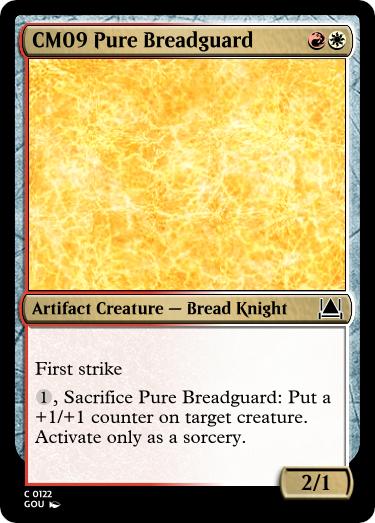 CM09 Pure Breadguard
Artifact Creature — Bread Knight
First strike
1, Sacrifice Pure Breadguard: Put a
+1/+1 counter on target creature.
Activate only as a sorcery.
2/1
C 0122
GOU